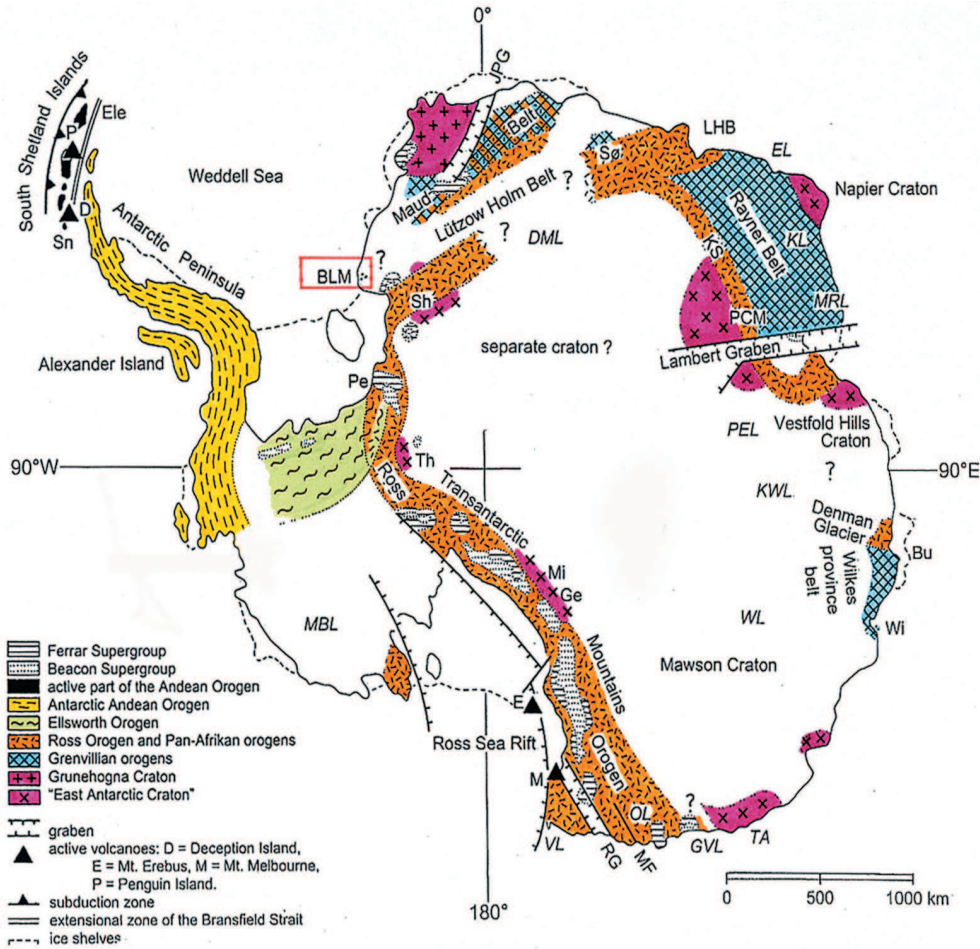 0°
JPG
South Shetland Islands
P
Ele
D
Sn
Weddell Sea
Antarctic
Peninsula
Alexander Island
Belt
Maud
Lützow Holm Belt
?
?
DML
Sø
LHB
EL
Napier Craton
Rayner Belt
KL
KS
MRL
PCM
Lambert Graben
BLM
?
Sh
separate craton ?
Pe
PEL
Vestfold Hills
Craton
90°W
Th
Ross
Transantarctic
90°E
?
KWL
Denman
Glacier
Bu
Wilkes
province
belt
Wi
Mi
Ge
WL
Mawson Craton
MBL
Mountains
E
Ross Sea Rift
M
Orogen
?
OL
VL
RG
MF
GVL
TA
180°
0 500 1000 km
Ferrar Supergroup
Beacon Supergroup
active part of the Andean Orogen
Antarctic Andean Orogen
Ellsworth Orogen
Ross Orogen and Pan-Afrikan orogens
Grenvillian orogens
Grunehogna Craton
"East Antarctic Craton"
graben
active volcanoes: D = Deception Island,
E = Mt. Erebus, M = Mt. Melbourne,
P = Penguin Island.
subduction zone
extensional zone of the Bransfield Strait
ice shelves